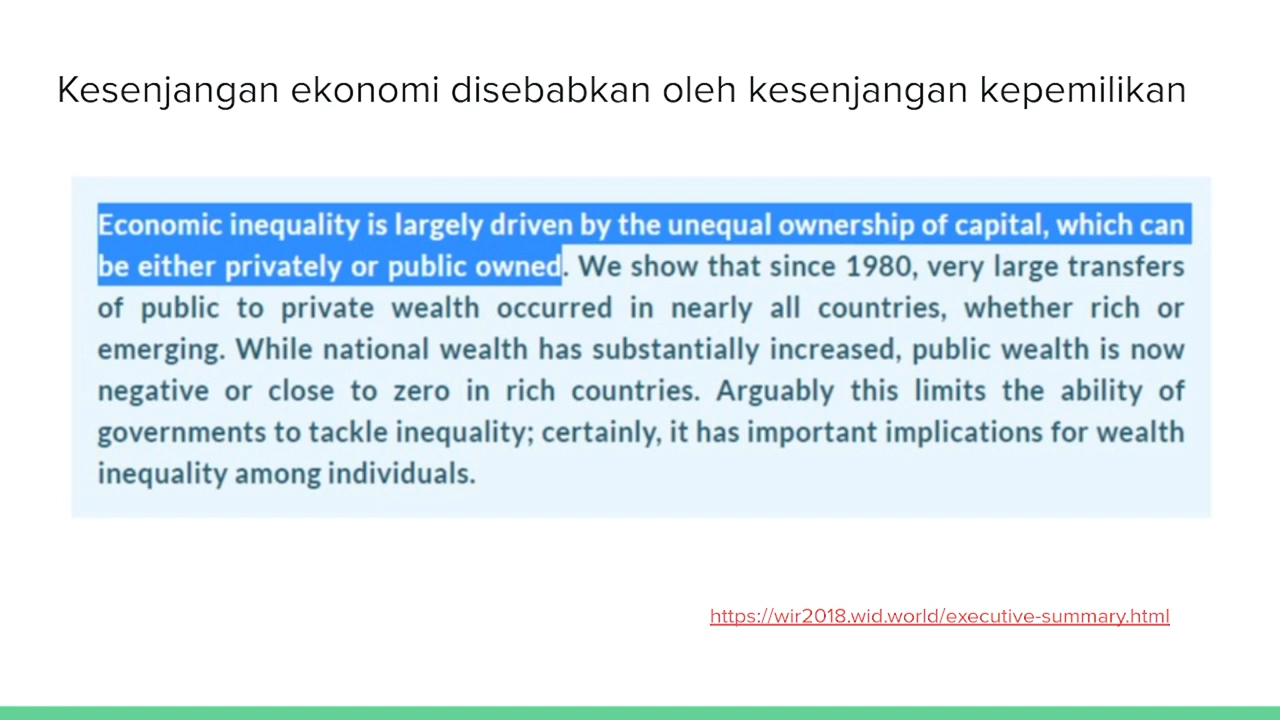 Kesenjangan ekonomi disebabkan oleh kesenjangan kepemilikan
Economic inequality is largely driven by the unequal ownership of capital, which can
be either privately or public owned. We show that since 1980, very large transfers
of public to private wealth occurred in nearly all countries, whether rich or
emerging. While national wealth has substantially increased, public wealth is now
negative or close to zero in rich countries. Arguably this limits the ability of
governments to tackle inequality; certainly, it has important implications for wealth
inequality among individuals.
https://wir2018.wid.world/executive-summary.html